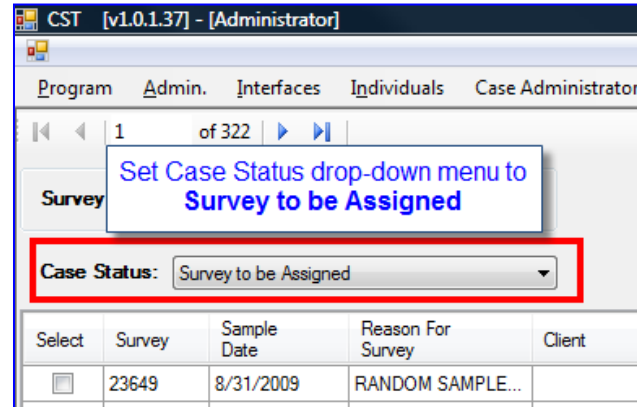 CST [v1.0.1.37] - [Administrator]
Program Admin. Interfaces Individuals Case Administrator
1 of 322
Set Case Status drop-down menu to
Survey to be Assigned
Survey
Case Status: Survey to be Assigned
Select Survey Sample Date Reason For Survey Client
23649 8/31/2009 RANDOM SAMPLE...